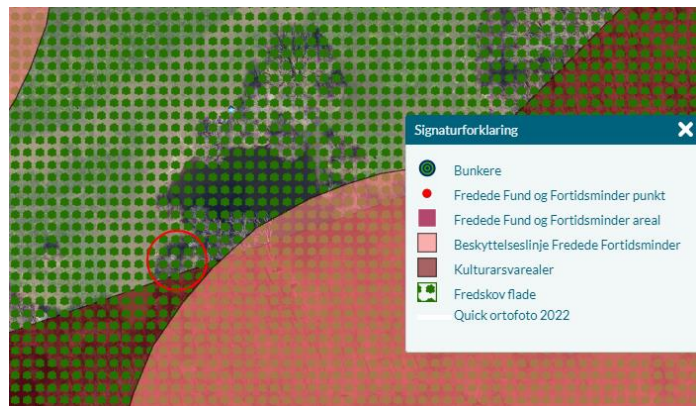 Signaturforklaring
Bunkere
Fredede Fund og Fortidsminder punkt
Fredede Fund og Fortidsminder areal
Beskyttelseslinje Fredede Fortidsminder
Kulturarsvarealer
Fredskov flade
Quick ortofoto 2022